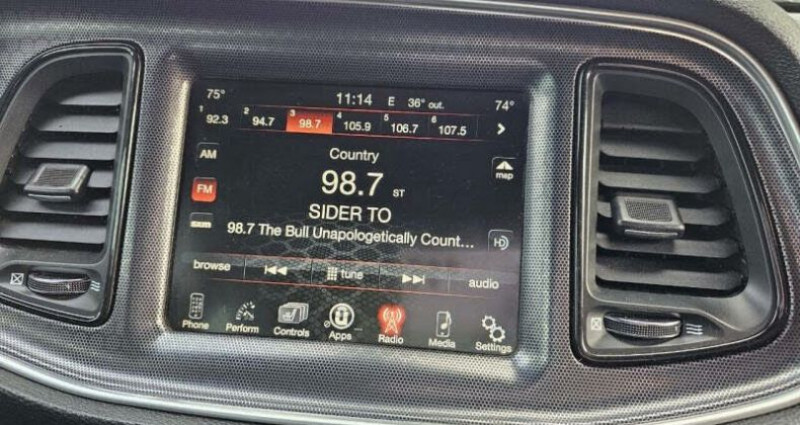 75° 11:14 E 36° out. 74°
1 92.3 2 94.7 3 98.7 4 105.9 5 106.7 6 107.5
AM
Country
map
FM
98.7 ST
SIDER TO
sxm
98.7 The Bull Unapologetically Count...
HD
browse tune audio
Phone Perform Controls Apps Radio Media Settings